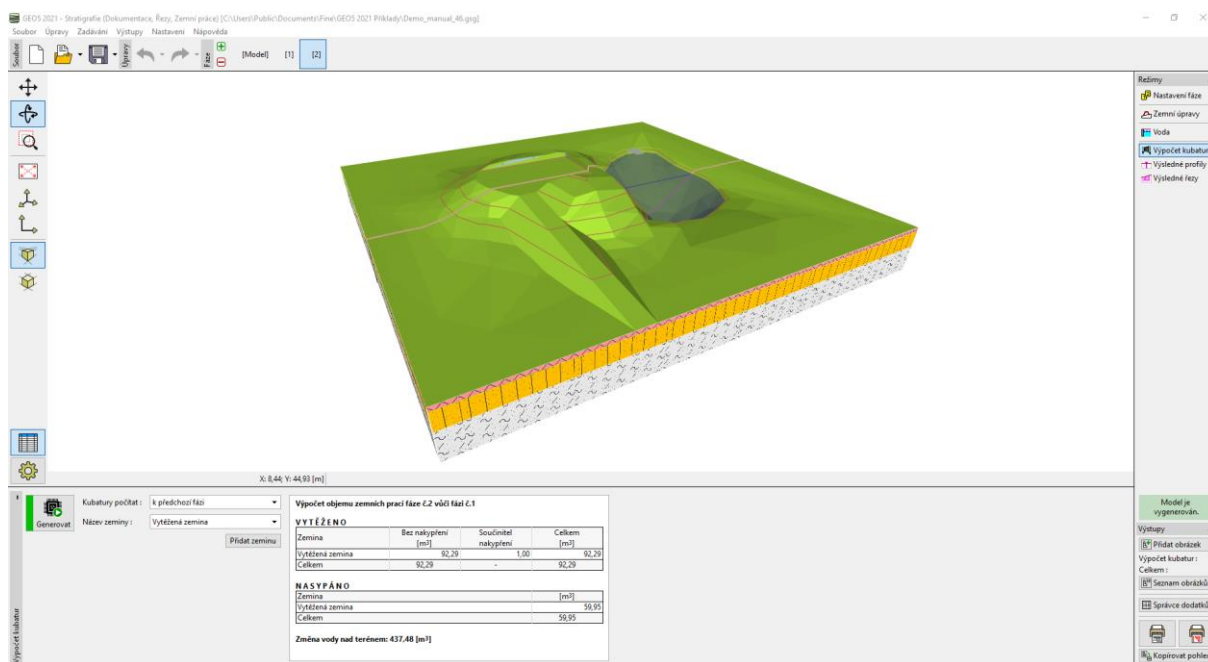 GEO5 2021 - Stratigrafie (Dokumentace, Řezy, Zemní práce) [C:\Users\Public\Documents\Fine\GEO5 2021 Příklady\Demo_manual_46.gsg]
Soubor Úpravy Zadávání Výstupy Nastavení Nápověda
Soubor
Úpravy
Fáze
[Model] [1] [2]
Režimy
Nastavení fáze
Zemní úpravy
Voda
Výpočet kubatur
Výsledné profily
Výsledné řezy
X: 8,44; Y: 44,93 [m]
Výpočet kubatur
Generovat
Kubatury počítat : k předchozí fázi
Název zeminy : Vytěžená zemina
Přidat zeminu
Výpočet objemu zemních prací fáze č.2 vůči fázi č.1
VYTĚŽENO
Zemina Bez nakypření [m³] Součinitel nakypření Celkem [m³]
Vytěžená zemina 92,29 1,00 92,29
Celkem 92,29 - 92,29
NASYPÁNO
Zemina [m³]
Vytěžená zemina 59,95
Celkem 59,95
Změna vody nad terénem: 437,48 [m³]
Model je
vygenerován.
Výstupy
Přidat obrázek
Výpočet kubatur :
Celkem :
Seznam obrázků
Správce dodatků
Kopírovat pohled